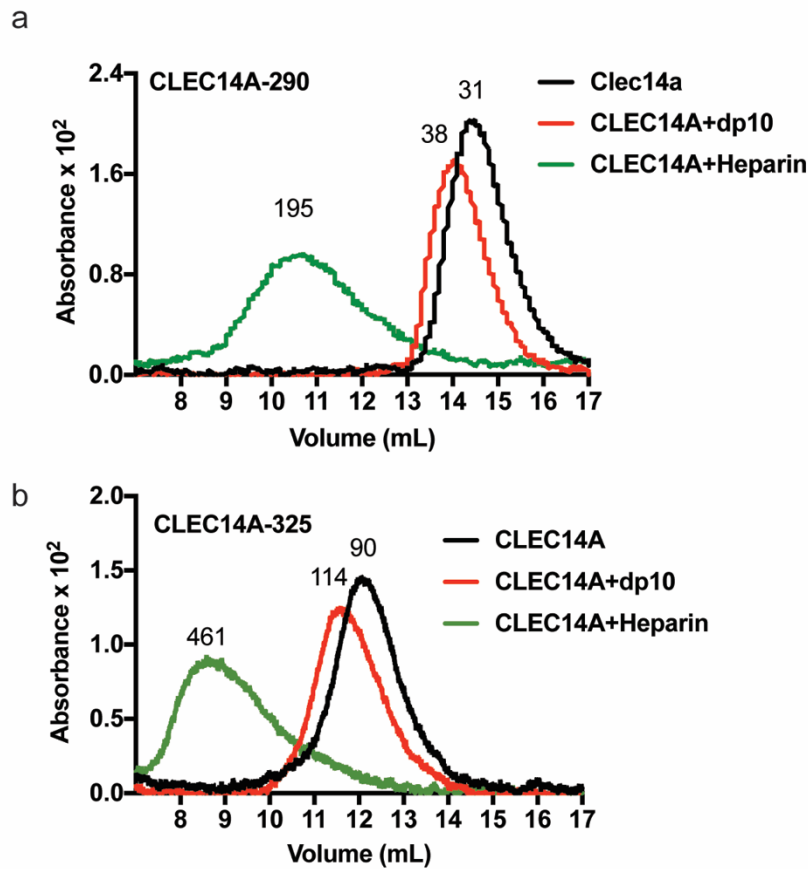 a
CLEC14A-290
Clec14a
CLEC14A+dp10
CLEC14A+Heparin
31
38
195
2.4
1.6
0.8
0.0
Absorbance x 10²
8 9 10 11 12 13 14 15 16 17
Volume (mL)
b
CLEC14A-325
CLEC14A
CLEC14A+dp10
CLEC14A+Heparin
90
114
461
2.0
1.5
1.0
0.5
0.0
Absorbance x 10²
8 9 10 11 12 13 14 15 16 17
Volume (mL)